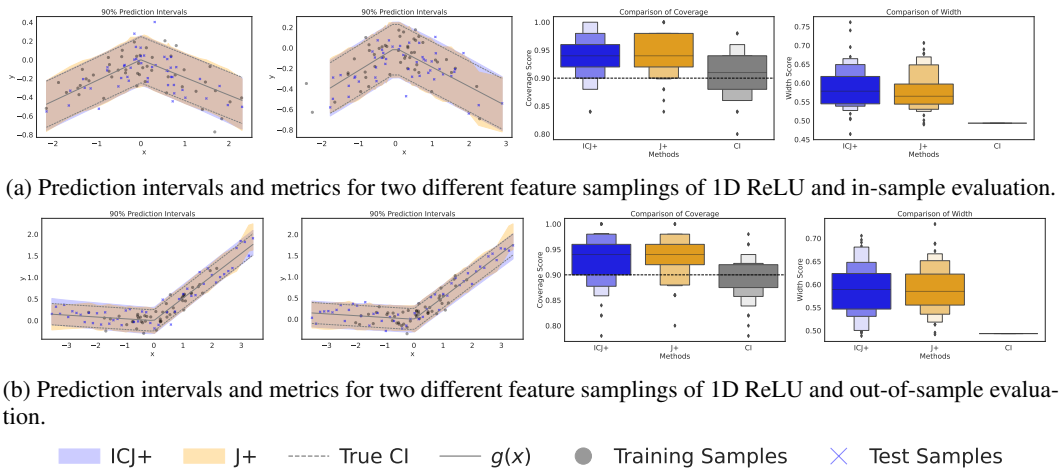 90% Prediction Intervals
90% Prediction Intervals
Comparison of Coverage
Comparison of Width
0.4
0.2
0.0
−0.2
−0.4
−0.6
−0.8
y
−2 −1 0 1 2
x
0.2
0.0
−0.2
−0.4
−0.6
y
−2 −1 0 1 2 3
x
1.00
0.95
0.90
0.85
0.80
Coverage Score
ICJ+ J+ CI
Methods
0.75
0.70
0.65
0.60
0.55
0.50
0.45
Width Score
ICJ+ J+ CI
Methods
(a) Prediction intervals and metrics for two different feature samplings of 1D ReLU and in-sample evaluation.
90% Prediction Intervals
90% Prediction Intervals
Comparison of Coverage
Comparison of Width
2.0
1.5
1.0
0.5
0.0
y
−3 −2 −1 0 1 2 3
x
2.0
1.5
1.0
0.5
0.0
y
−3 −2 −1 0 1 2 3
x
1.00
0.95
0.90
0.85
0.80
Coverage Score
ICJ+ J+ CI
Methods
0.70
0.65
0.60
0.55
0.50
Width Score
ICJ+ J+ CI
Methods
(b) Prediction intervals and metrics for two different feature samplings of 1D ReLU and out-of-sample evalua-
tion.
ICJ+ J+ True CI g(x) Training Samples Test Samples